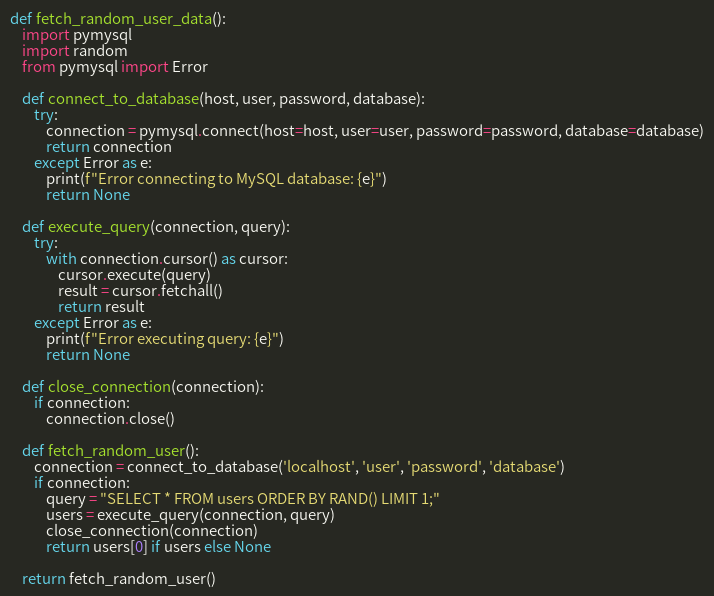 def fetch_random_user_data():
    import pymysql
    import random
    from pymysql import Error

    def connect_to_database(host, user, password, database):
        try:
            connection = pymysql.connect(host=host, user=user, password=password, database=database)
            return connection
        except Error as e:
            print(f"Error connecting to MySQL database: {e}")
            return None

    def execute_query(connection, query):
        try:
            with connection.cursor() as cursor:
                cursor.execute(query)
                result = cursor.fetchall()
                return result
        except Error as e:
            print(f"Error executing query: {e}")
            return None

    def close_connection(connection):
        if connection:
            connection.close()

    def fetch_random_user():
        connection = connect_to_database('localhost', 'user', 'password', 'database')
        if connection:
            query = "SELECT * FROM users ORDER BY RAND() LIMIT 1;"
            users = execute_query(connection, query)
            close_connection(connection)
            return users[0] if users else None

    return fetch_random_user()